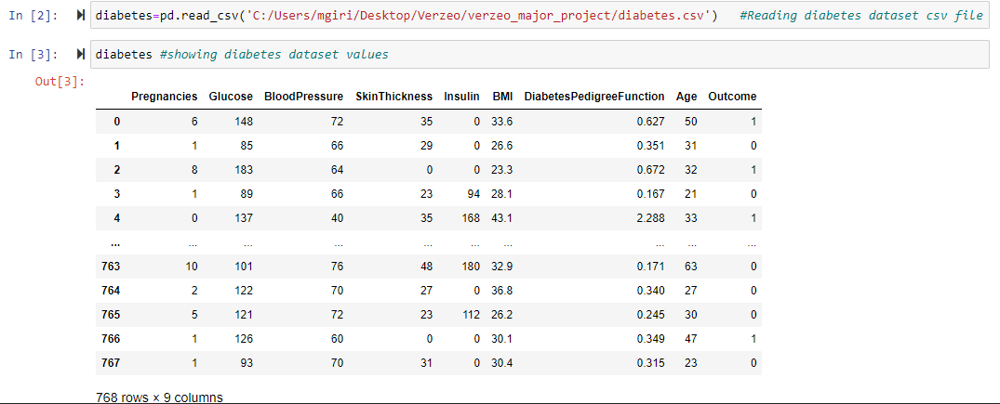 In [2]: diabetes=pd.read_csv('C:/Users/mgiri/Desktop/Verzeo/verzeo_major_project/diabetes.csv') #Reading diabetes dataset csv file
In [3]: diabetes #showing diabetes dataset values
Out[3]:
Pregnancies Glucose BloodPressure SkinThickness Insulin BMI DiabetesPedigreeFunction Age Outcome
0 6 148 72 35 0 33.6 0.627 50 1
1 1 85 66 29 0 26.6 0.351 31 0
2 8 183 64 0 0 23.3 0.672 32 1
3 1 89 66 23 94 28.1 0.167 21 0
4 0 137 40 35 168 43.1 2.288 33 1
... ... ... ... ... ... ... ... ... ...
763 10 101 76 48 180 32.9 0.171 63 0
764 2 122 70 27 0 36.8 0.340 27 0
765 5 121 72 23 112 26.2 0.245 30 0
766 1 126 60 0 0 30.1 0.349 47 1
767 1 93 70 31 0 30.4 0.315 23 0
768 rows × 9 columns